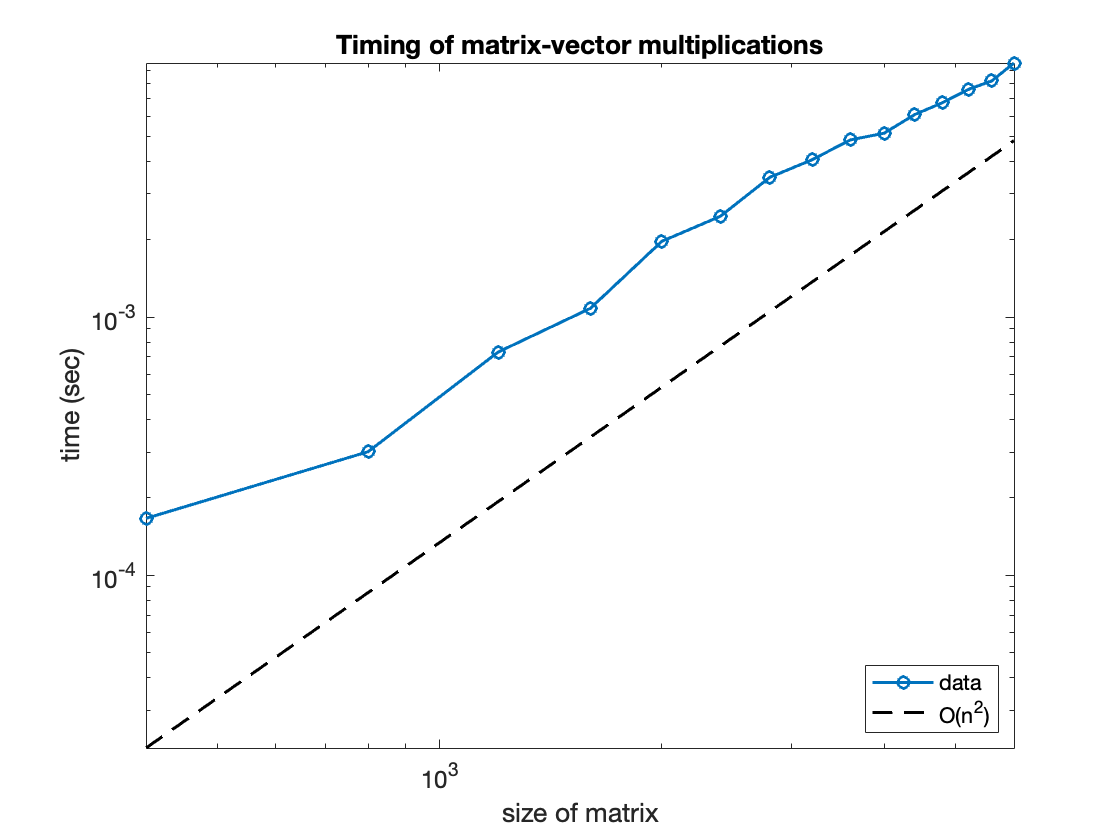 Timing of matrix-vector multiplications
time (sec)
10^-3
10^-4
10^3
size of matrix
data
O(n^2)